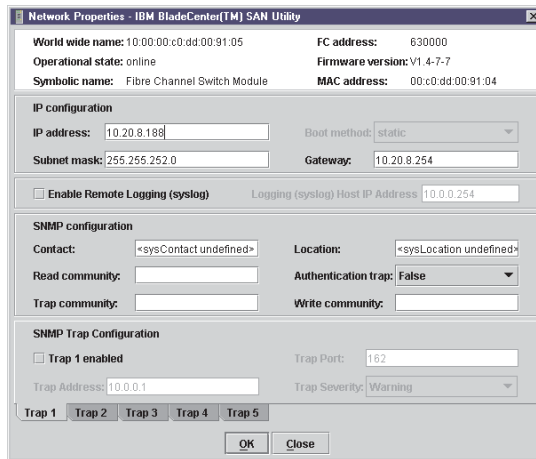 Network Properties - IBM BladeCenter(TM) SAN Utility
World wide name: 10:00:00:c0:dd:00:91:05 FC address: 630000
Operational state: online Firmware version: V1.4-7-7
Symbolic name: Fibre Channel Switch Module MAC address: 00:c0:dd:00:91:04
IP configuration
IP address: 10.20.8.188 Boot method: static
Subnet mask: 255.255.252.0 Gateway: 10.20.8.254
Enable Remote Logging (syslog) Logging (syslog) Host IP Address 10.0.0.254
SNMP configuration
Contact: <sysContact undefined> Location: <sysLocation undefined>
Read community: Authentication trap: False
Trap community: Write community:
SNMP Trap Configuration
Trap 1 enabled Trap Port: 162
Trap Address: 10.0.0.1 Trap Severity: Warning
Trap 1 Trap 2 Trap 3 Trap 4 Trap 5
OK Close